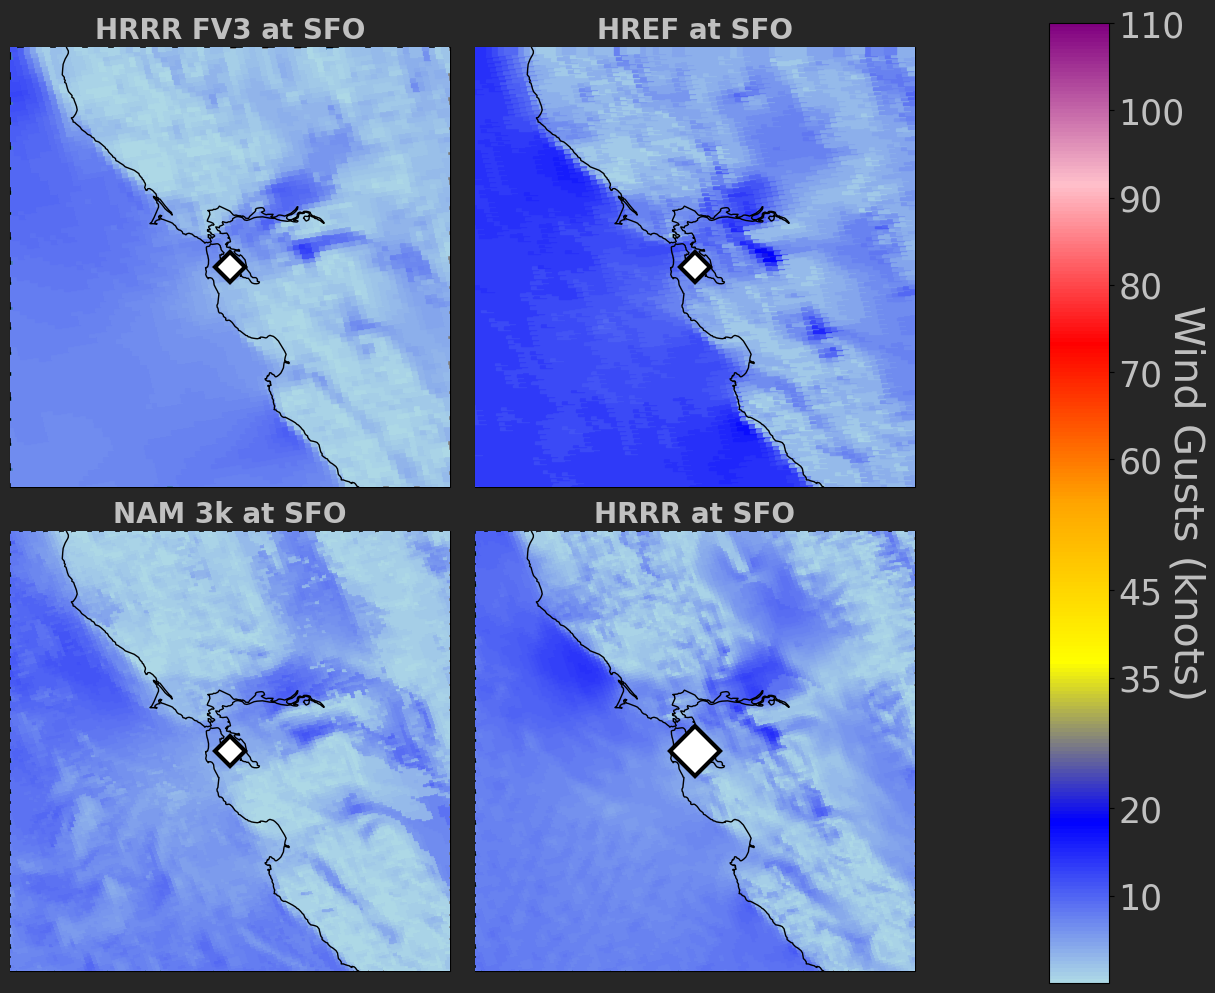 HRRR FV3 at SFO
HREF at SFO
NAM 3k at SFO
HRRR at SFO
110
100
90
80
70
60
45
35
20
10
Wind Gusts (knots)